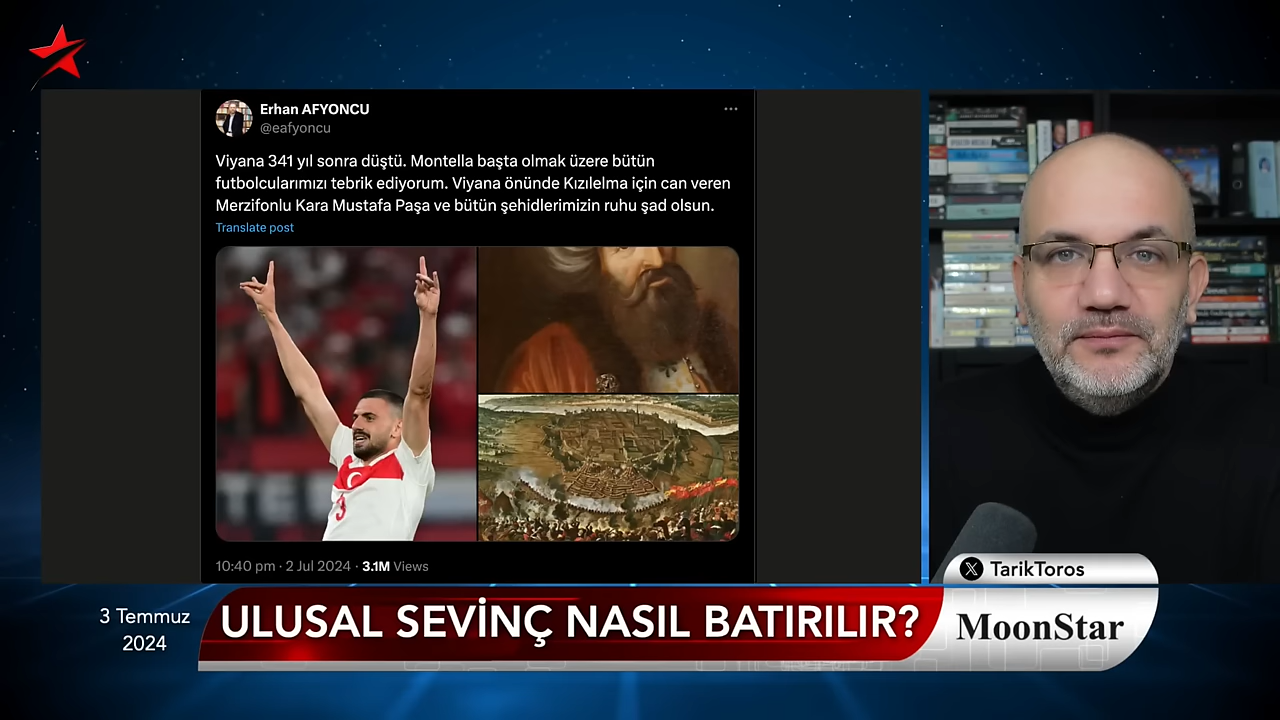 Erhan AFYONCU
@eafyoncu
Viyana 341 yıl sonra düştü. Montella başta olmak üzere bütün
futbolcularımızı tebrik ediyorum. Viyana önünde Kızılelma için can veren
Merzifonlu Kara Mustafa Paşa ve bütün şehidlerimizin ruhu şad olsun.
Translate post
10:40 pm · 2 Jul 2024 · 3.1M Views
TarikToros
3 Temmuz
2024
ULUSAL SEVİNÇ NASIL BATIRILIR?
MoonStar